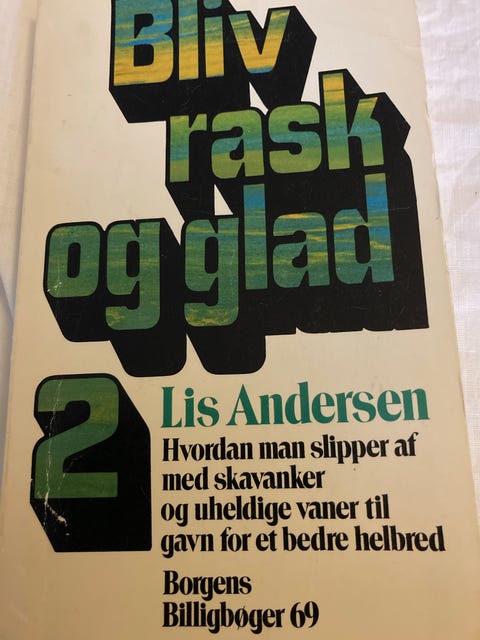 Bliv
rask
og glad
2
Lis Andersen
Hvordan man slipper af
med skavanker
og uheldige vaner til
gavn for et bedre helbred
Borgens
Billigbøger 69